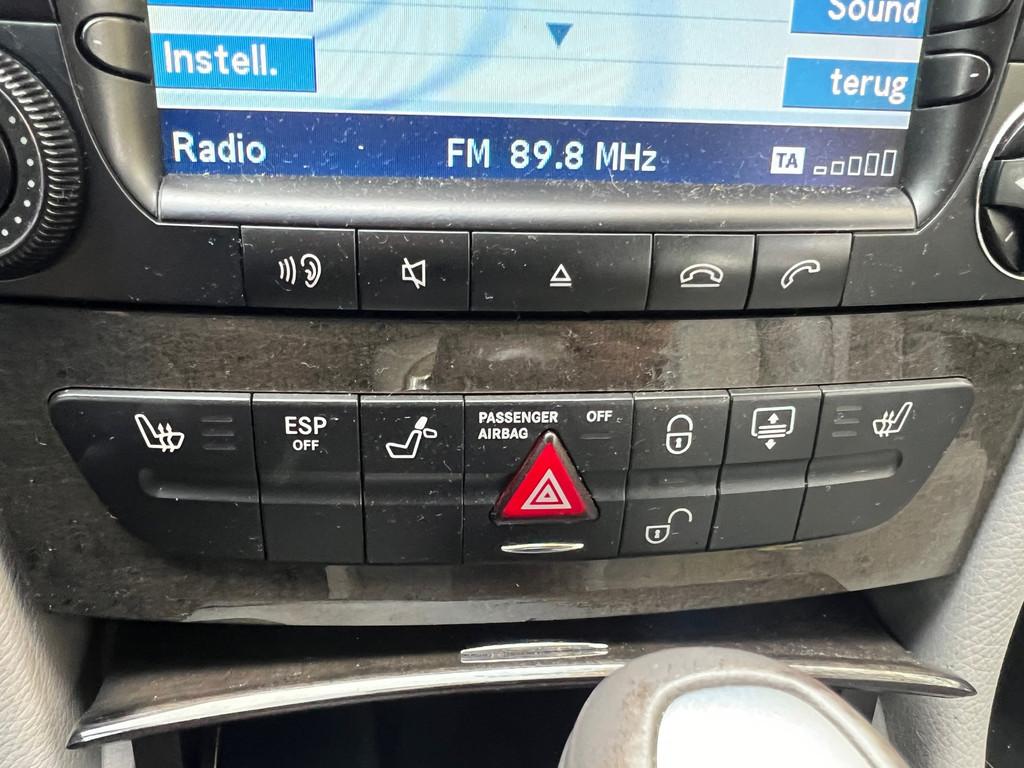 Sound
Instell.
terug
Radio FM 89.8 MHz TA
ESP
OFF
PASSENGER OFF
AIRBAG